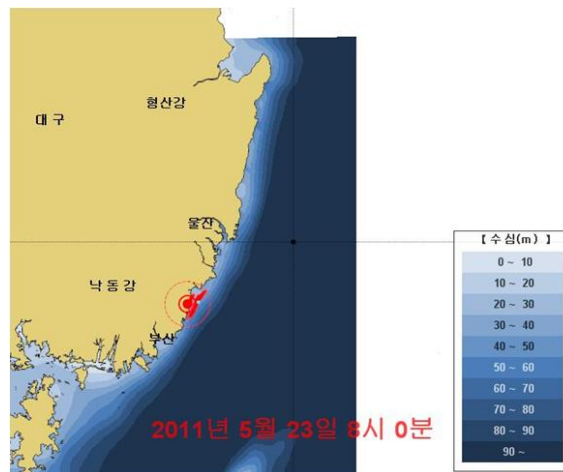 형산강
대구
울산
낙동강
부산
2011년 5월 23일 8시 0분
【 수심(m) 】
0 ~ 10
10 ~ 20
20 ~ 30
30 ~ 40
40 ~ 50
50 ~ 60
60 ~ 70
70 ~ 80
80 ~ 90
90 ~